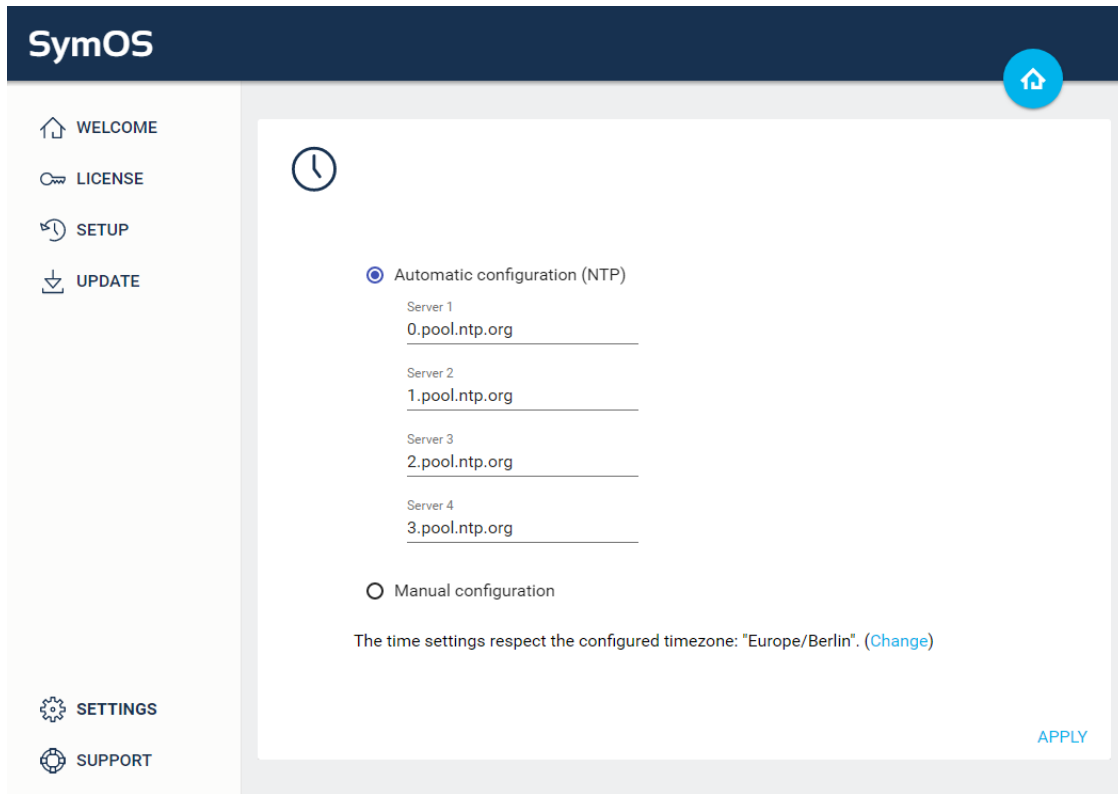 SymOS
WELCOME
LICENSE
SETUP
UPDATE
Automatic configuration (NTP)
Server 1
0.pool.ntp.org
Server 2
1.pool.ntp.org
Server 3
2.pool.ntp.org
Server 4
3.pool.ntp.org
Manual configuration
The time settings respect the configured timezone: "Europe/Berlin". (Change)
SETTINGS
SUPPORT
APPLY